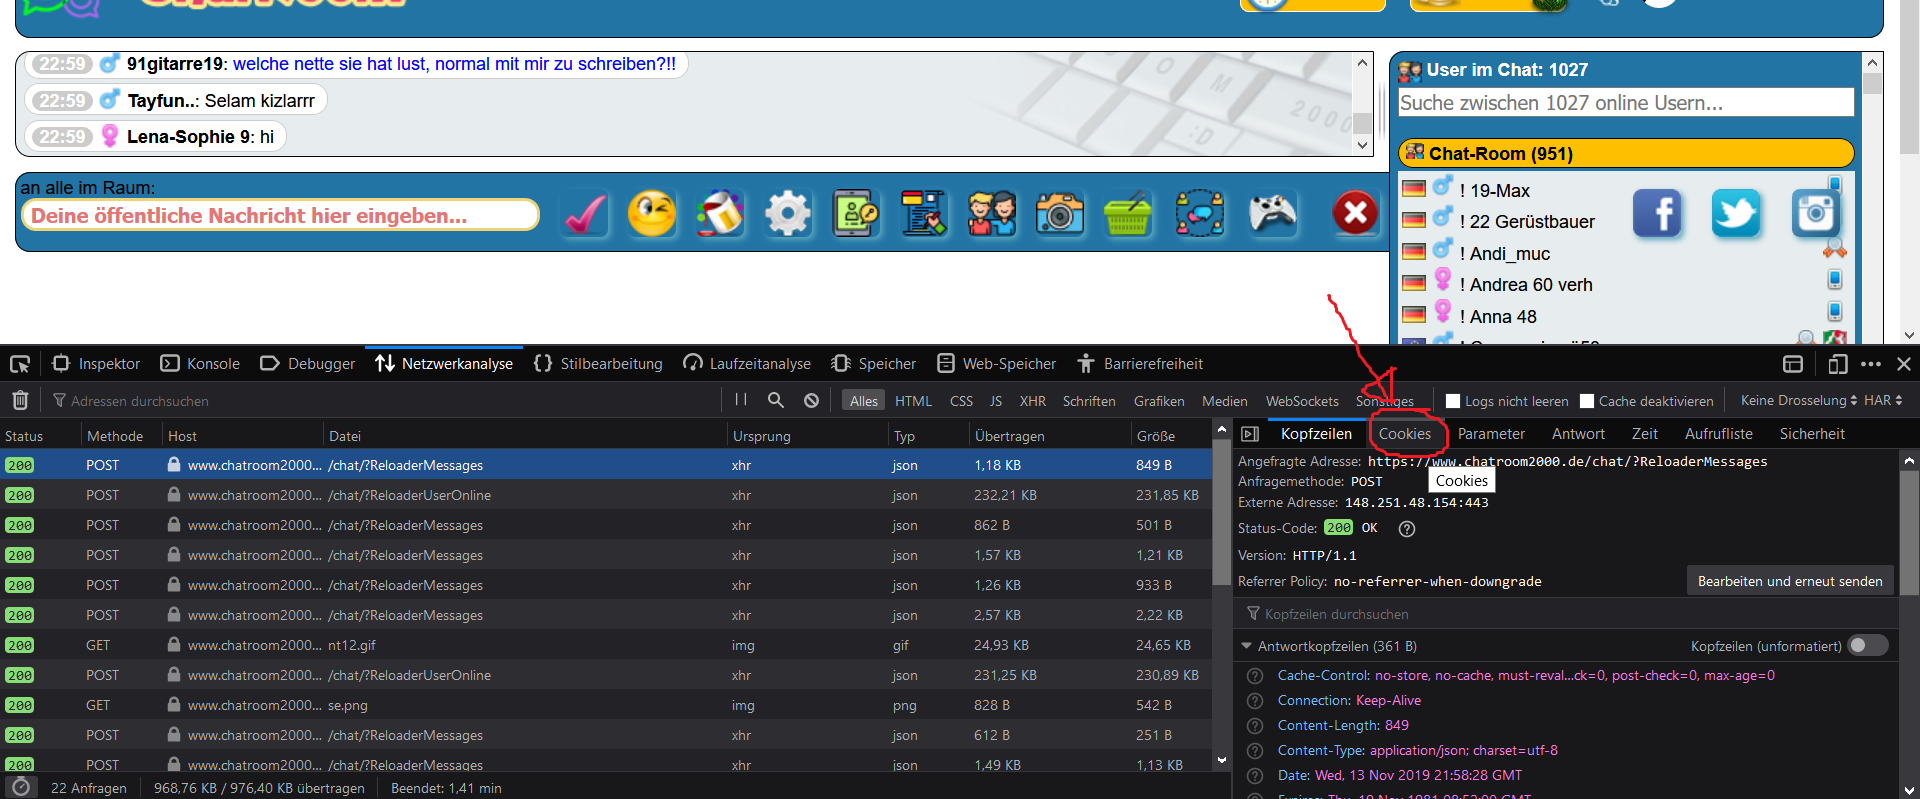 ChatRoom
22:59 91gitarre19: welche nette sie hat lust, normal mit mir zu schreiben?!!
22:59 Tayfun..: Selam kizlarrr
22:59 Lena-Sophie 9: hi
2000
:D
User im Chat: 1027
Suche zwischen 1027 online Usern...
Chat-Room (951)
! 19-Max
! 22 Gerüstbauer
! Andi_muc
! Andrea 60 verh
! Anna 48
an alle im Raum:
Deine öffentliche Nachricht hier eingeben...
Inspektor Konsole Debugger Netzwerkanalyse Stilbearbeitung Laufzeitanalyse Speicher Web-Speicher Barrierefreiheit
Adressen durchsuchen
Alles HTML CSS JS XHR Schriften Grafiken Medien WebSockets Sonstiges Logs nicht leeren Cache deaktivieren Keine Drosselung HAR
Status Methode Host Datei Ursprung Typ Übertragen Größe
200 POST www.chatroom2000... /chat/?ReloaderMessages xhr json 1,18 KB 849 B
200 POST www.chatroom2000... /chat/?ReloaderUserOnline xhr json 232,21 KB 231,85 KB
200 POST www.chatroom2000... /chat/?ReloaderMessages xhr json 862 B 501 B
200 POST www.chatroom2000... /chat/?ReloaderMessages xhr json 1,57 KB 1,21 KB
200 POST www.chatroom2000... /chat/?ReloaderMessages xhr json 1,26 KB 933 B
200 POST www.chatroom2000... /chat/?ReloaderMessages xhr json 2,57 KB 2,22 KB
200 GET www.chatroom2000... nt12.gif img gif 24,93 KB 24,65 KB
200 POST www.chatroom2000... /chat/?ReloaderUserOnline xhr json 231,25 KB 230,89 KB
200 GET www.chatroom2000... se.png img png 828 B 542 B
200 POST www.chatroom2000... /chat/?ReloaderMessages xhr json 612 B 251 B
200 POST www.chatroom2000... /chat/?ReloaderMessages xhr json 1,49 KB 1,13 KB
22 Anfragen 968,76 KB / 976,40 KB übertragen Beendet: 1,41 min
Kopfzeilen Cookies Parameter Antwort Zeit Aufrufliste Sicherheit
Angefragte Adresse: https://www.chatroom2000.de/chat/?ReloaderMessages
Anfragemethode: POST
Cookies
Externe Adresse: 148.251.48.154:443
Status-Code: 200 OK
Version: HTTP/1.1
Referrer Policy: no-referrer-when-downgrade
Bearbeiten und erneut senden
Kopfzeilen durchsuchen
Antwortkopfzeilen (361 B) Kopfzeilen (unformatiert)
Cache-Control: no-store, no-cache, must-reval...ck=0, post-check=0, max-age=0
Connection: Keep-Alive
Content-Length: 849
Content-Type: application/json; charset=utf-8
Date: Wed, 13 Nov 2019 21:58:28 GMT
Expires: Thu, 19 Nov 1981 08:52:00 GMT